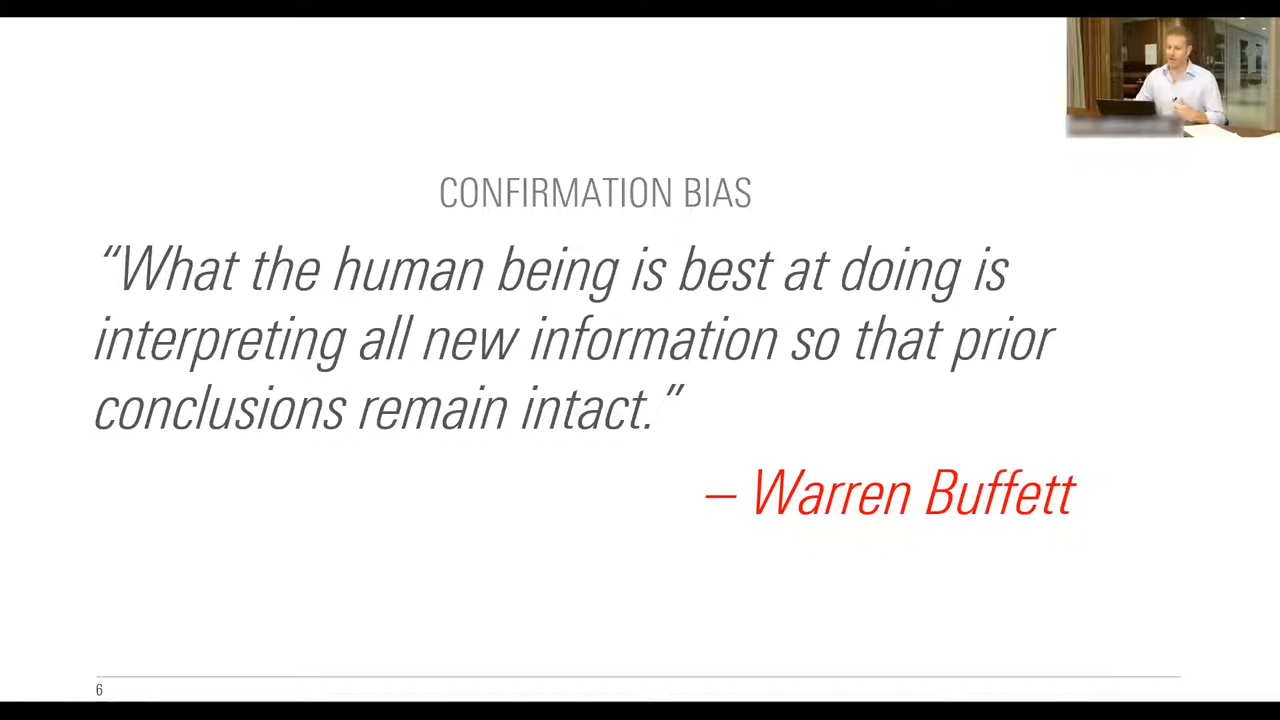 CONFIRMATION BIAS
“What the human being is best at doing is
interpreting all new information so that prior
conclusions remain intact.”
– Warren Buffett
6